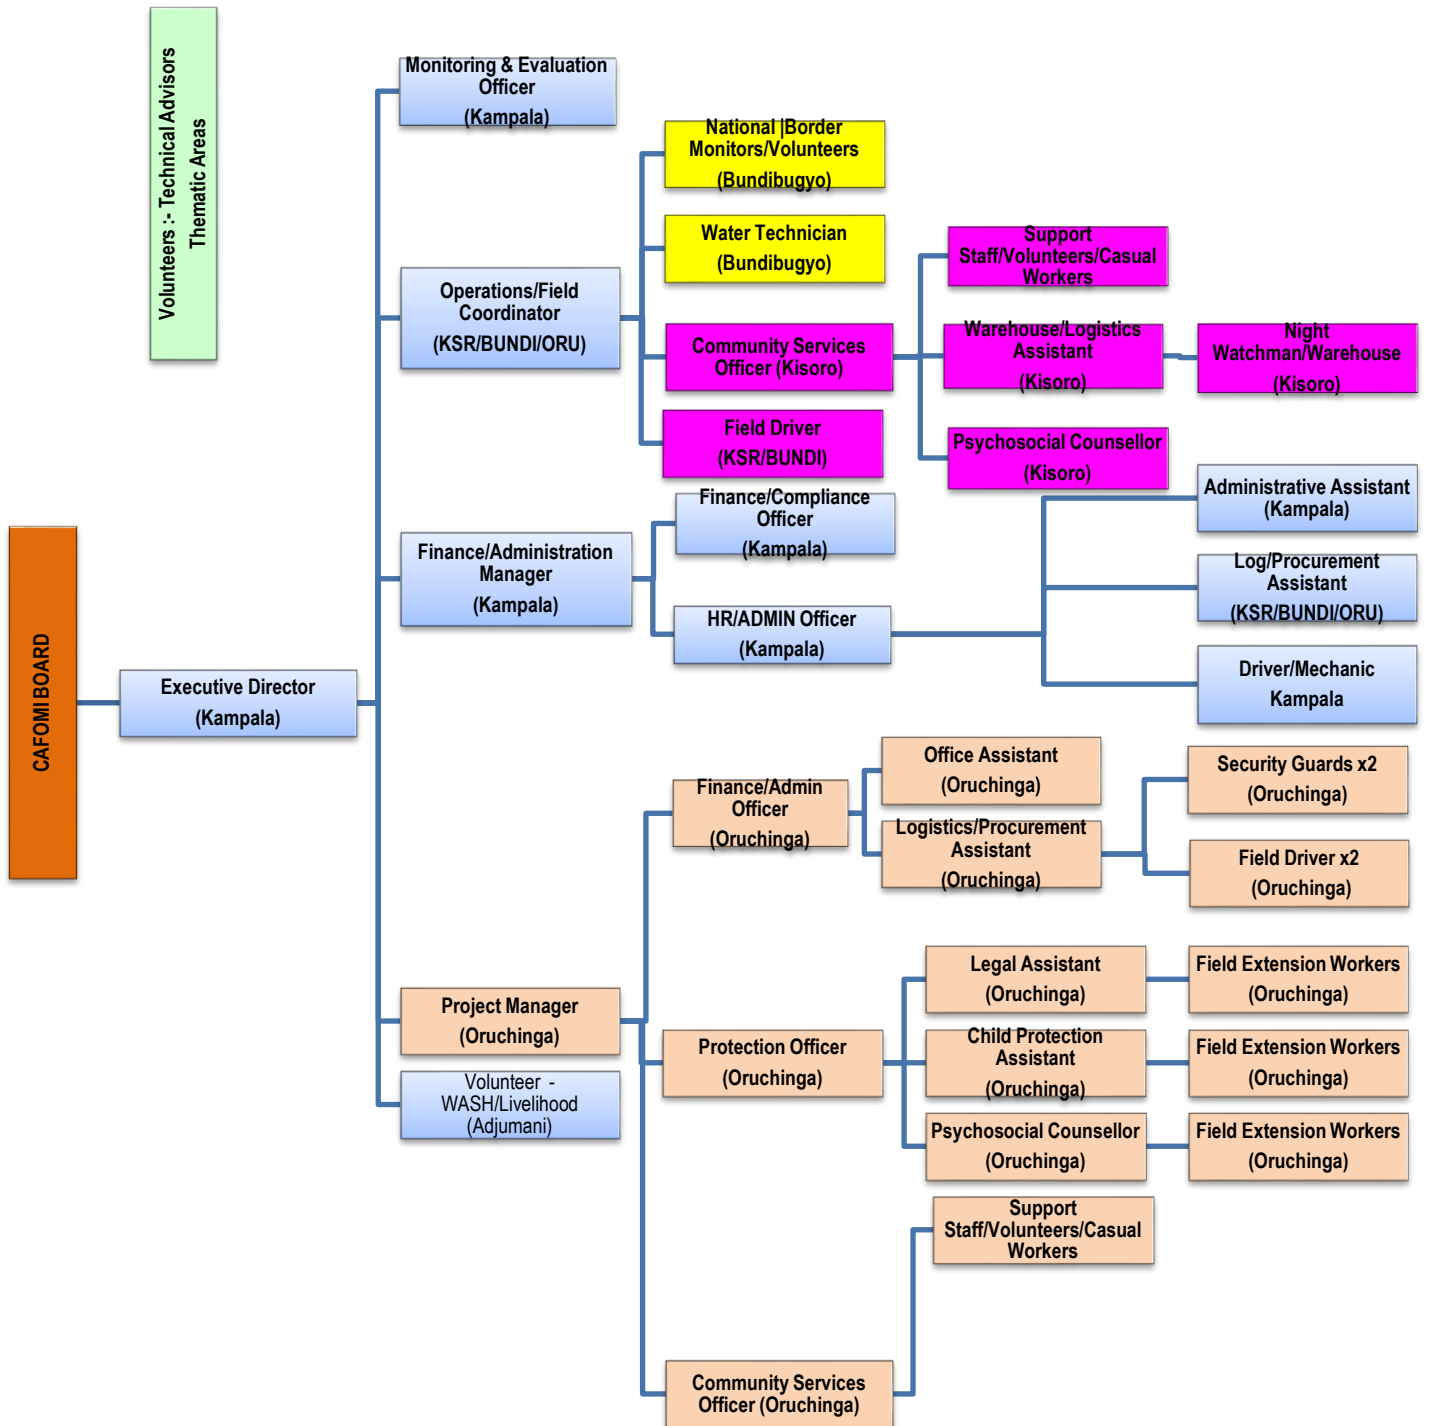 Volunteers :- Technical Advisors
Thematic Areas
CAFOMI BOARD
Executive Director
(Kampala)
Monitoring & Evaluation
Officer
(Kampala)
Operations/Field
Coordinator
(KSR/BUNDI/ORU)
National |Border
Monitors/Volunteers
(Bundibugyo)
Water Technician
(Bundibugyo)
Community Services
Officer (Kisoro)
Field Driver
(KSR/BUNDI)
Support
Staff/Volunteers/Casual
Workers
Warehouse/Logistics
Assistant
(Kisoro)
Night
Watchman/Warehouse
(Kisoro)
Psychosocial Counsellor
(Kisoro)
Finance/Administration
Manager
(Kampala)
Finance/Compliance
Officer
(Kampala)
HR/ADMIN Officer
(Kampala)
Administrative Assistant
(Kampala)
Log/Procurement
Assistant
(KSR/BUNDI/ORU)
Driver/Mechanic
Kampala
Project Manager
(Oruchinga)
Finance/Admin
Officer
(Oruchinga)
Office Assistant
(Oruchinga)
Logistics/Procurement
Assistant
(Oruchinga)
Security Guards x2
(Oruchinga)
Field Driver x2
(Oruchinga)
Protection Officer
(Oruchinga)
Legal Assistant
(Oruchinga)
Field Extension Workers
(Oruchinga)
Child Protection
Assistant
(Oruchinga)
Field Extension Workers
(Oruchinga)
Psychosocial Counsellor
(Oruchinga)
Field Extension Workers
(Oruchinga)
Community Services
Officer (Oruchinga)
Support
Staff/Volunteers/Casual
Workers
Volunteer -
WASH/Livelihood
(Adjumani)